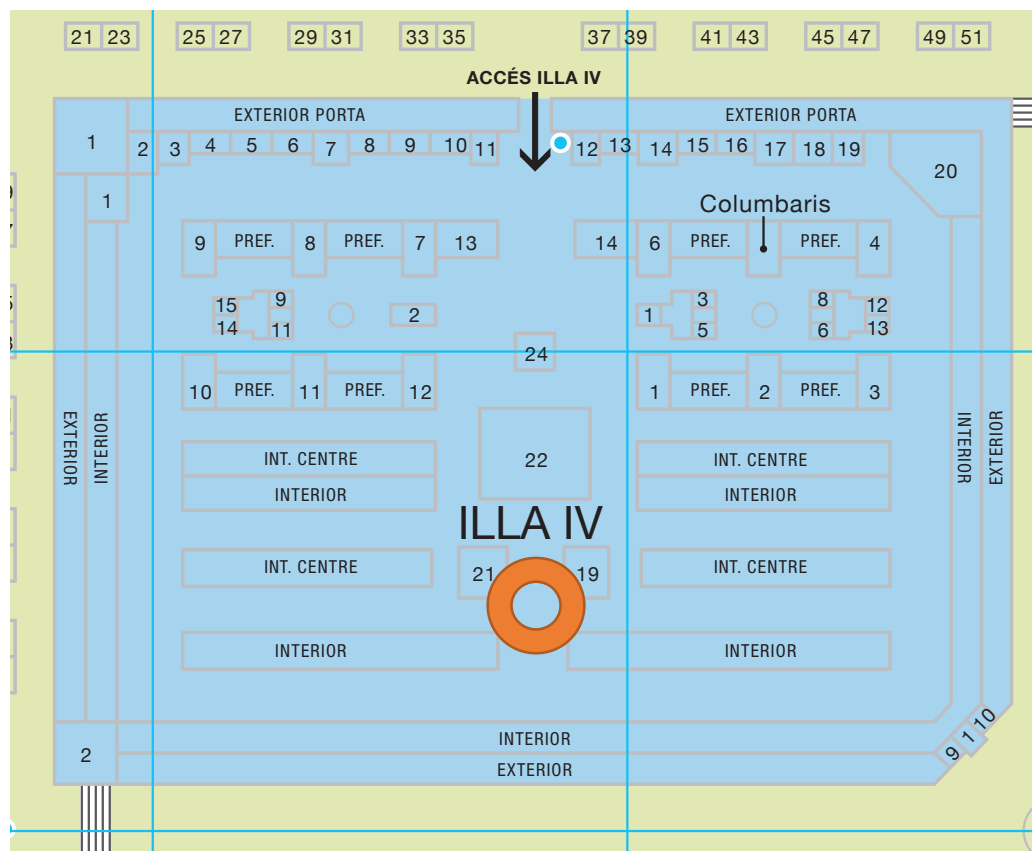 21 23 25 27 29 31 33 35 37 39 41 43 45 47 49 51
ACCÉS ILLA IV
EXTERIOR PORTA EXTERIOR PORTA
1 2 3 4 5 6 7 8 9 10 11 12 13 14 15 16 17 18 19 20
1 Columbaris
9 PREF. 8 PREF. 7 13 14 6 PREF. PREF. 4
15 9 2 1 3 8 12
14 11 5 6 13
24
10 PREF. 11 PREF. 12 1 PREF. 2 PREF. 3
EXTERIOR INTERIOR INTERIOR EXTERIOR
INT. CENTRE 22 INT. CENTRE
INTERIOR INTERIOR
ILLA IV
INT. CENTRE 21 19 INT. CENTRE
INTERIOR INTERIOR
9 1 10
2 INTERIOR
EXTERIOR